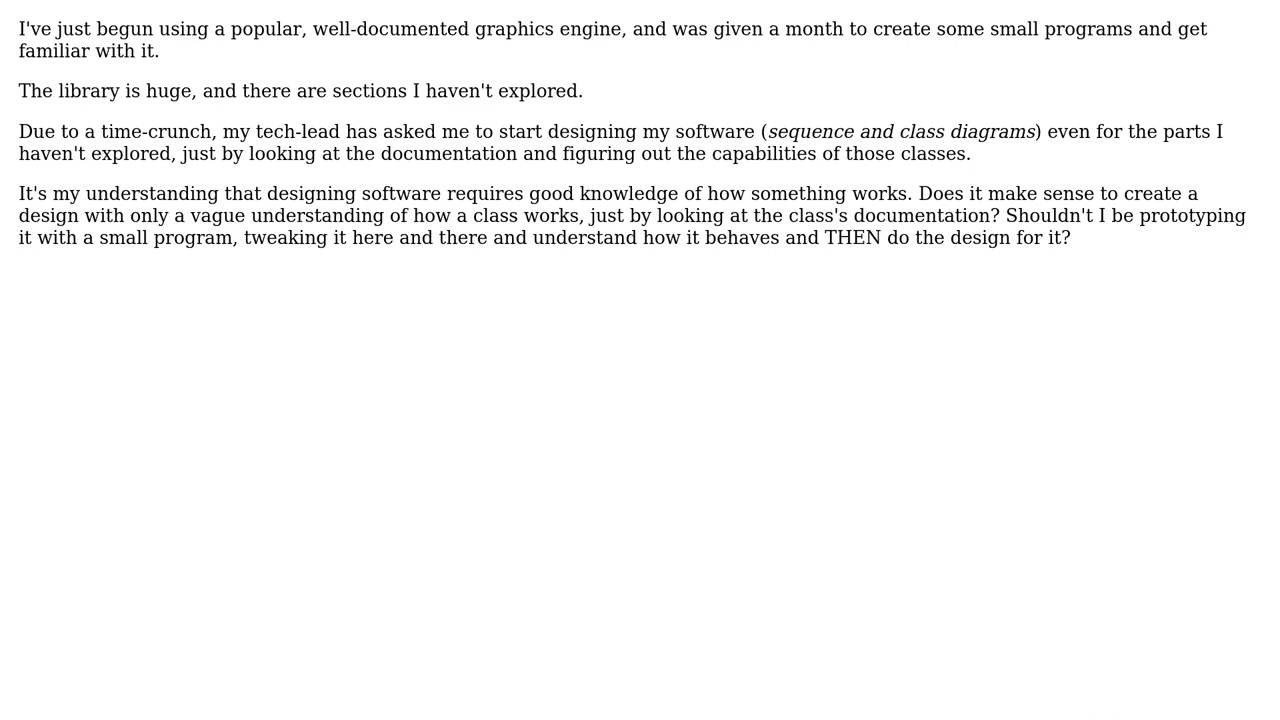 I've just begun using a popular, well-documented graphics engine, and was given a month to create some small programs and get
familiar with it.
The library is huge, and there are sections I haven't explored.
Due to a time-crunch, my tech-lead has asked me to start designing my software (sequence and class diagrams) even for the parts I
haven't explored, just by looking at the documentation and figuring out the capabilities of those classes.
It's my understanding that designing software requires good knowledge of how something works. Does it make sense to create a
design with only a vague understanding of how a class works, just by looking at the class's documentation? Shouldn't I be prototyping
it with a small program, tweaking it here and there and understand how it behaves and THEN do the design for it?